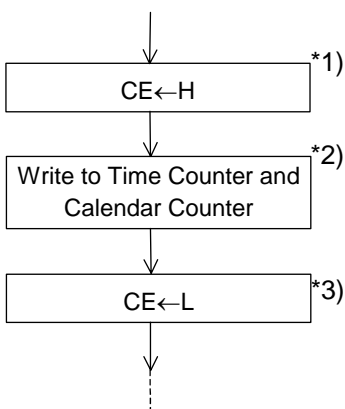 *1)
CE←H
*2)
Write to Time Counter and
Calendar Counter
*3)
CE←L